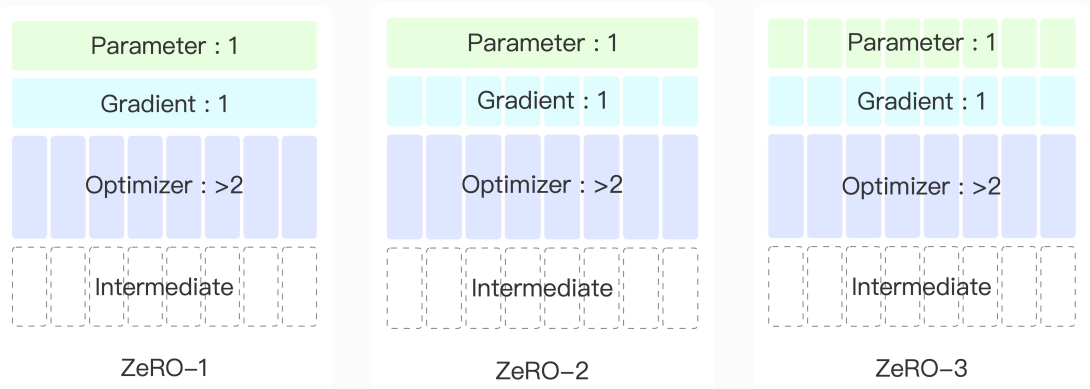 Parameter : 1
Gradient : 1
Optimizer : >2
Intermediate
ZeRO-1
Parameter : 1
Gradient : 1
Optimizer : >2
Intermediate
ZeRO-2
Parameter : 1
Gradient : 1
Optimizer : >2
Intermediate
ZeRO-3